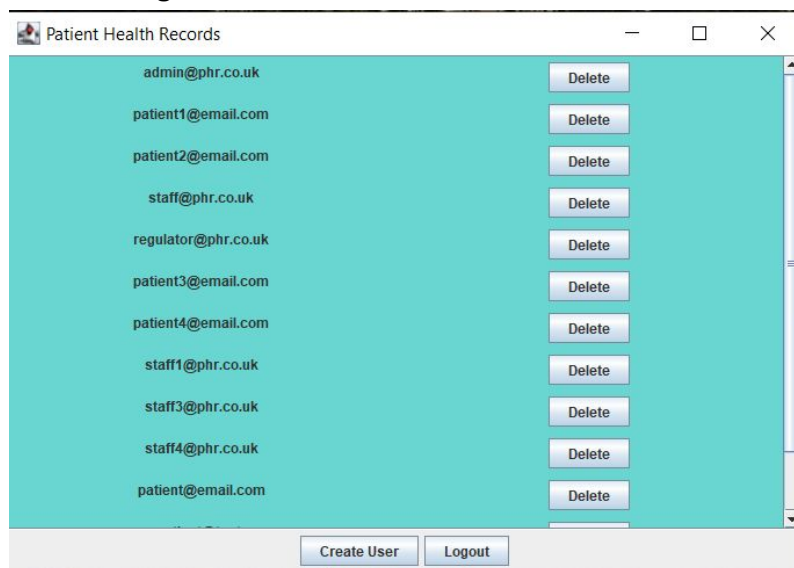 Patient Health Records
admin@phr.co.uk Delete
patient1@email.com Delete
patient2@email.com Delete
staff@phr.co.uk Delete
regulator@phr.co.uk Delete
patient3@email.com Delete
patient4@email.com Delete
staff1@phr.co.uk Delete
staff3@phr.co.uk Delete
staff4@phr.co.uk Delete
patient@email.com Delete
Create User Logout